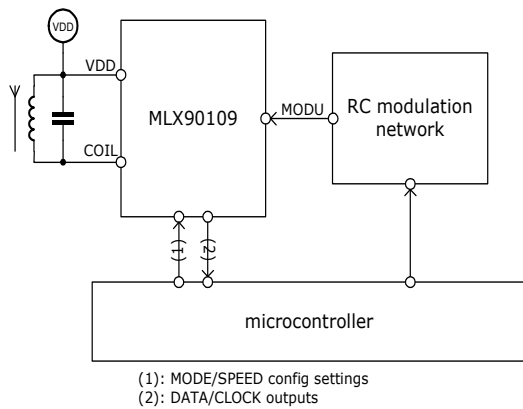 VDD
VDD
MLX90109
COIL
MODU
RC modulation
network
(1)
(2)
microcontroller
(1): MODE/SPEED config settings
(2): DATA/CLOCK outputs